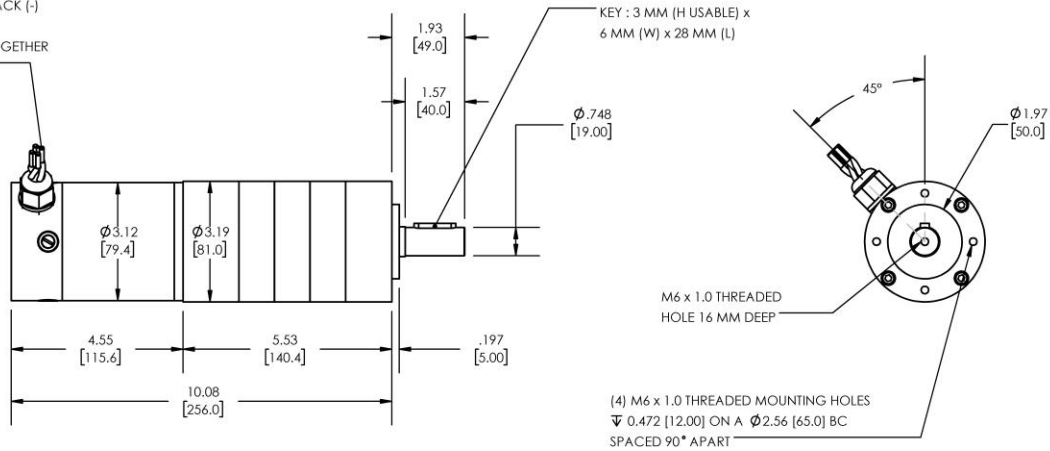 ACK (-)
GETHER
KEY : 3 MM (H USABLE) x
6 MM (W) x 28 MM (L)
1.93
[49.0]
1.57
[40.0]
Ø.748
[19.00]
45°
Ø1.97
[50.0]
Ø3.12
[79.4]
Ø3.19
[81.0]
M6 x 1.0 THREADED
HOLE 16 MM DEEP
4.55
[115.6]
5.53
[140.4]
.197
[5.00]
10.08
[256.0]
(4) M6 x 1.0 THREADED MOUNTING HOLES
↧ 0.472 [12.00] ON A Ø2.56 [65.0] BC
SPACED 90° APART